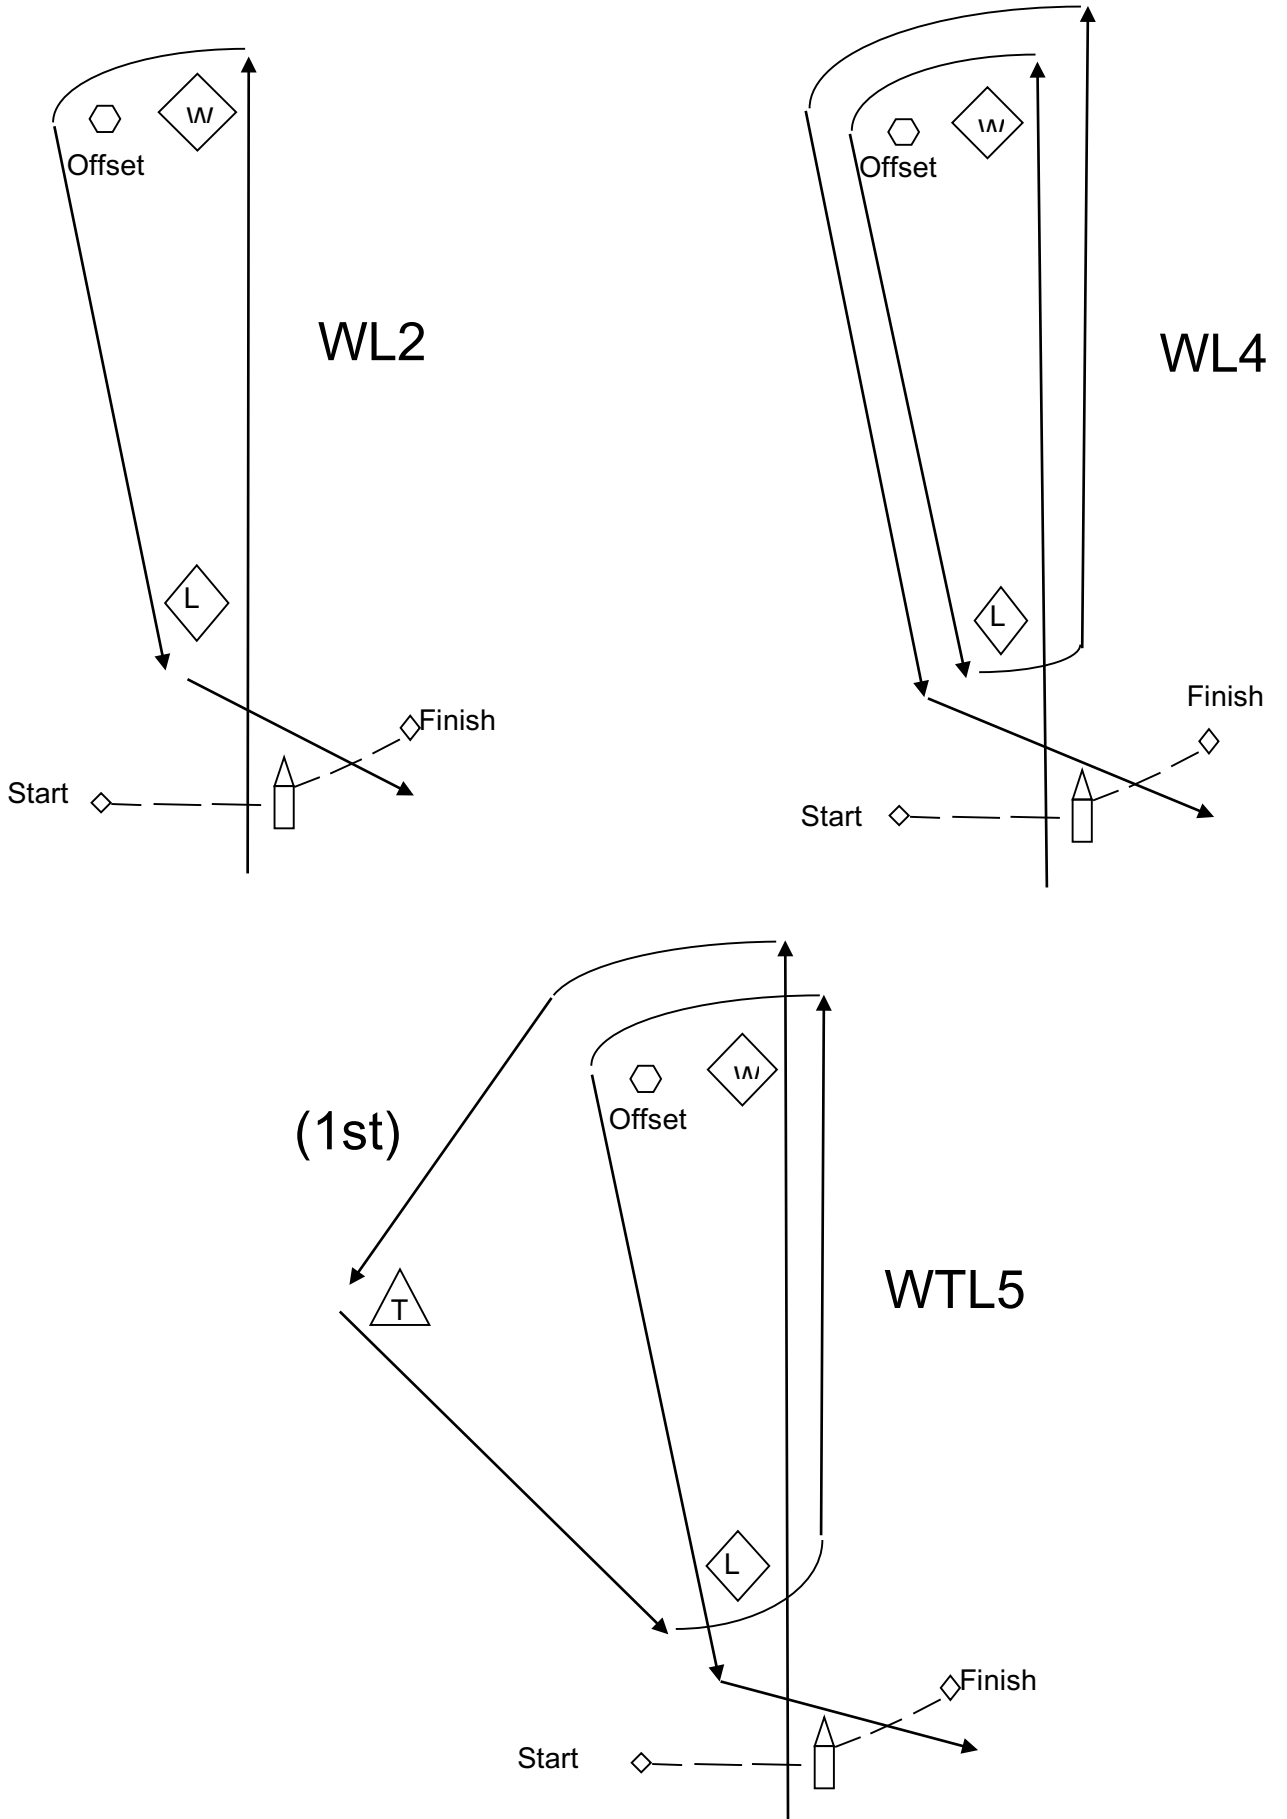 W
Offset
WL2
L
Finish
Start
W
Offset
WL4
L
Finish
Start
W
Offset
(1st)
WTL5
T
L
Finish
Start